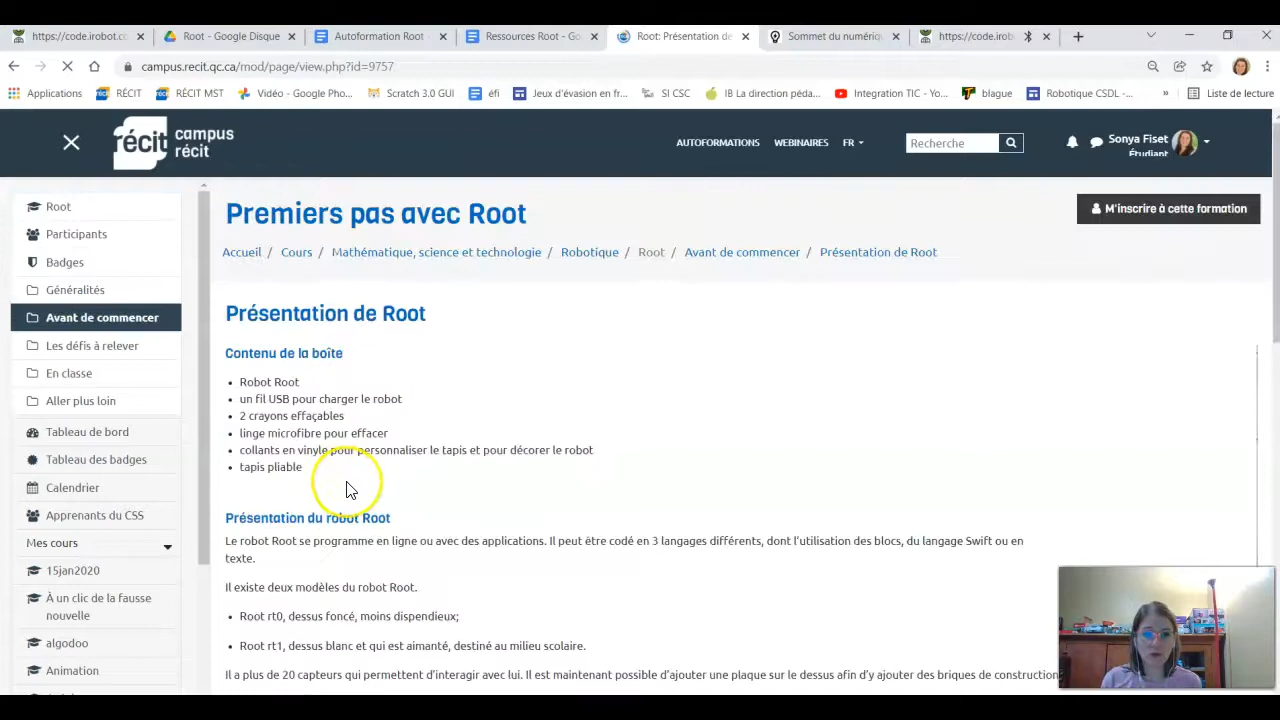 https://code.irobot.co
Root - Google Disque
Autoformation Root
Ressources Root - Go
Root: Présentation de
Sommet du numériq
https://code.irob
campus.recit.qc.ca/mod/page/view.php?id=9757
Applications
RÉCIT
RÉCIT MST
Vidéo - Google Pho...
Scratch 3.0 GUI
éfi
Jeux d'évasion en fr...
SI CSC
IB La direction péda...
Integration TIC - Yo...
blague
Robotique CSDL -...
»
Liste de lecture
récit campus récit
AUTOFORMATIONS
WEBINAIRES
FR
Recherche
Sonya Fiset
Étudiant
Root
Participants
Badges
Généralités
Avant de commencer
Les défis à relever
En classe
Aller plus loin
Tableau de bord
Tableau des badges
Calendrier
Apprenants du CSS
Mes cours
15jan2020
À un clic de la fausse
nouvelle
algodoo
Animation
Premiers pas avec Root
M'inscrire à cette formation
Accueil / Cours / Mathématique, science et technologie / Robotique / Root / Avant de commencer / Présentation de Root
Présentation de Root
Contenu de la boîte
• Robot Root
• un fil USB pour charger le robot
• 2 crayons effaçables
• linge microfibre pour effacer
• collants en vinyle pour personnaliser le tapis et pour décorer le robot
• tapis pliable
Présentation du robot Root
Le robot Root se programme en ligne ou avec des applications. Il peut être codé en 3 langages différents, dont l'utilisation des blocs, du langage Swift ou en
texte.
Il existe deux modèles du robot Root.
• Root rt0, dessus foncé, moins dispendieux;
• Root rt1, dessus blanc et qui est aimanté, destiné au milieu scolaire.
Il a plus de 20 capteurs qui permettent d'interagir avec lui. Il est maintenant possible d'ajouter une plaque sur le dessus afin d'y ajouter des briques de construction